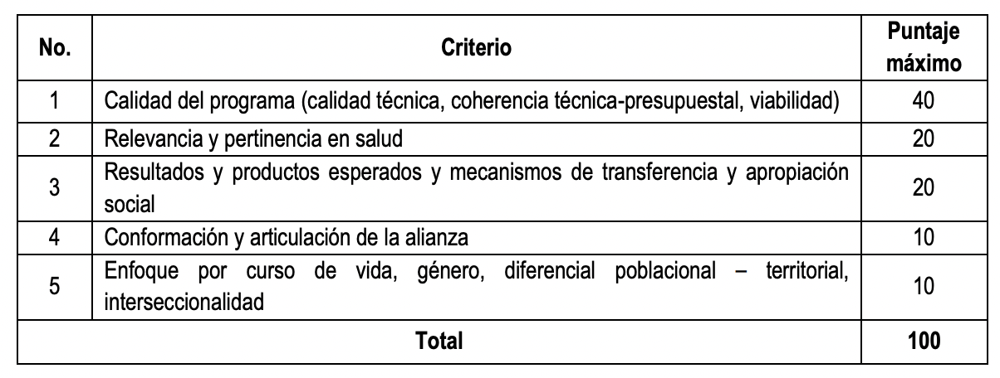 No. Criterio Puntaje máximo
1 Calidad del programa (calidad técnica, coherencia técnica-presupuestal, viabilidad) 40
2 Relevancia y pertinencia en salud 20
3 Resultados y productos esperados y mecanismos de transferencia y apropiación
social 20
4 Conformación y articulación de la alianza 10
5 Enfoque por curso de vida, género, diferencial poblacional – territorial,
interseccionalidad 10
Total 100